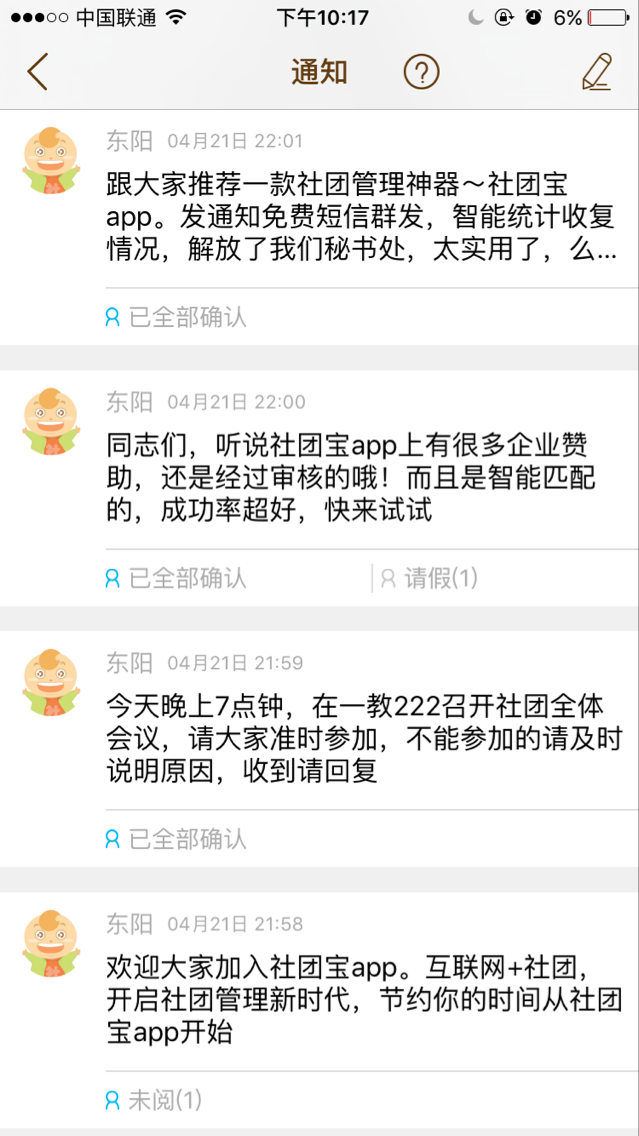 中国联通 下午10:17 6%
通知
东阳 04月21日 22:01
跟大家推荐一款社团管理神器～社团宝
app。发通知免费短信群发，智能统计收复
情况，解放了我们秘书处，太实用了，么...
已全部确认
东阳 04月21日 22:00
同志们，听说社团宝app上有很多企业赞
助，还是经过审核的哦！而且是智能匹配
的，成功率超好，快来试试
已全部确认 请假(1)
东阳 04月21日 21:59
今天晚上7点钟，在一教222召开社团全体
会议，请大家准时参加，不能参加的请及时
说明原因，收到请回复
已全部确认
东阳 04月21日 21:58
欢迎大家加入社团宝app。互联网+社团，
开启社团管理新时代，节约你的时间从社团
宝app开始
未阅(1)